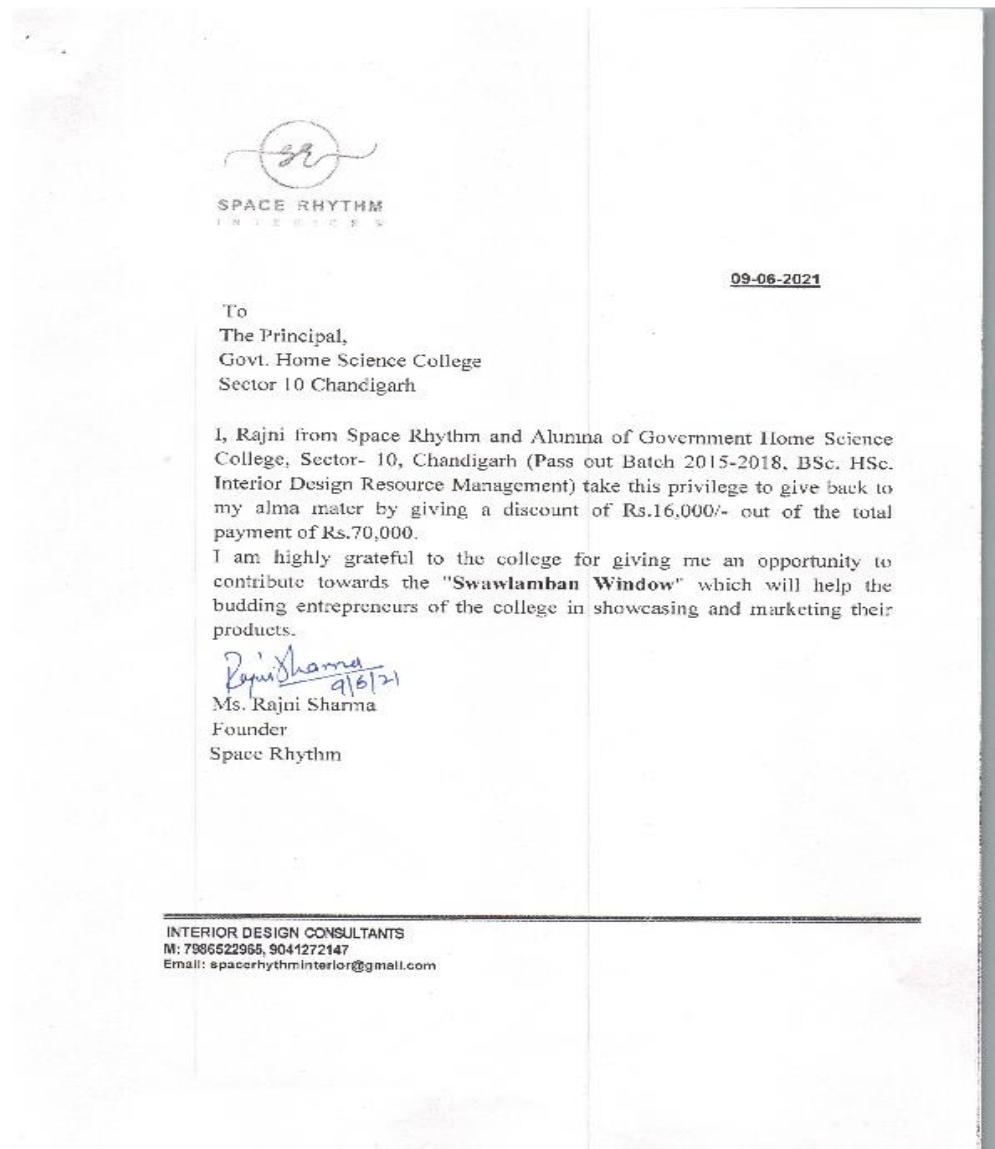 SR
SPACE RHYTHM
INTERIORS
09-06-2021
To
The Principal,
Govt. Home Science College
Sector 10 Chandigarh
I, Rajni from Space Rhythm and Alumna of Government Home Science
College, Sector- 10, Chandigarh (Pass out Batch 2015-2018, BSc. HSc.
Interior Design Resource Management) take this privilege to give back to
my alma mater by giving a discount of Rs.16,000/- out of the total
payment of Rs.70,000.
I am highly grateful to the college for giving me an opportunity to
contribute towards the "Swawlamban Window" which will help the
budding entrepreneurs of the college in showcasing and marketing their
products.
Rajni Sharma
9/6/21
Ms. Rajni Sharma
Founder
Space Rhythm
INTERIOR DESIGN CONSULTANTS
M: 7986522965, 9041272147
Email: spacerhythminterior@gmail.com